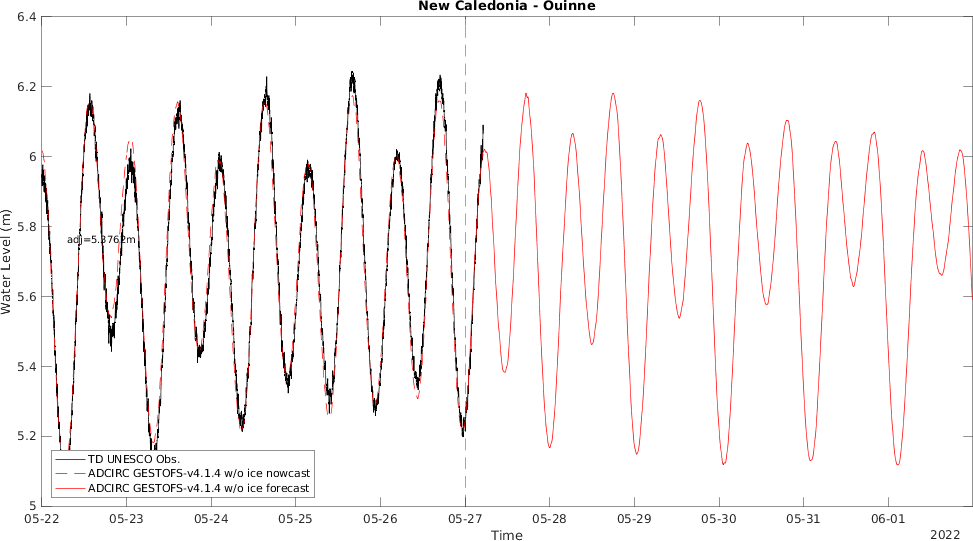 New Caledonia - Ouinne
Water Level (m)
6.4
6.2
6
5.8
5.6
5.4
5.2
5
adj=5.3762m
TD UNESCO Obs.
ADCIRC GESTOFS-v4.1.4 w/o ice nowcast
ADCIRC GESTOFS-v4.1.4 w/o ice forecast
05-22 05-23 05-24 05-25 05-26 05-27 05-28 05-29 05-30 05-31 06-01
Time
2022